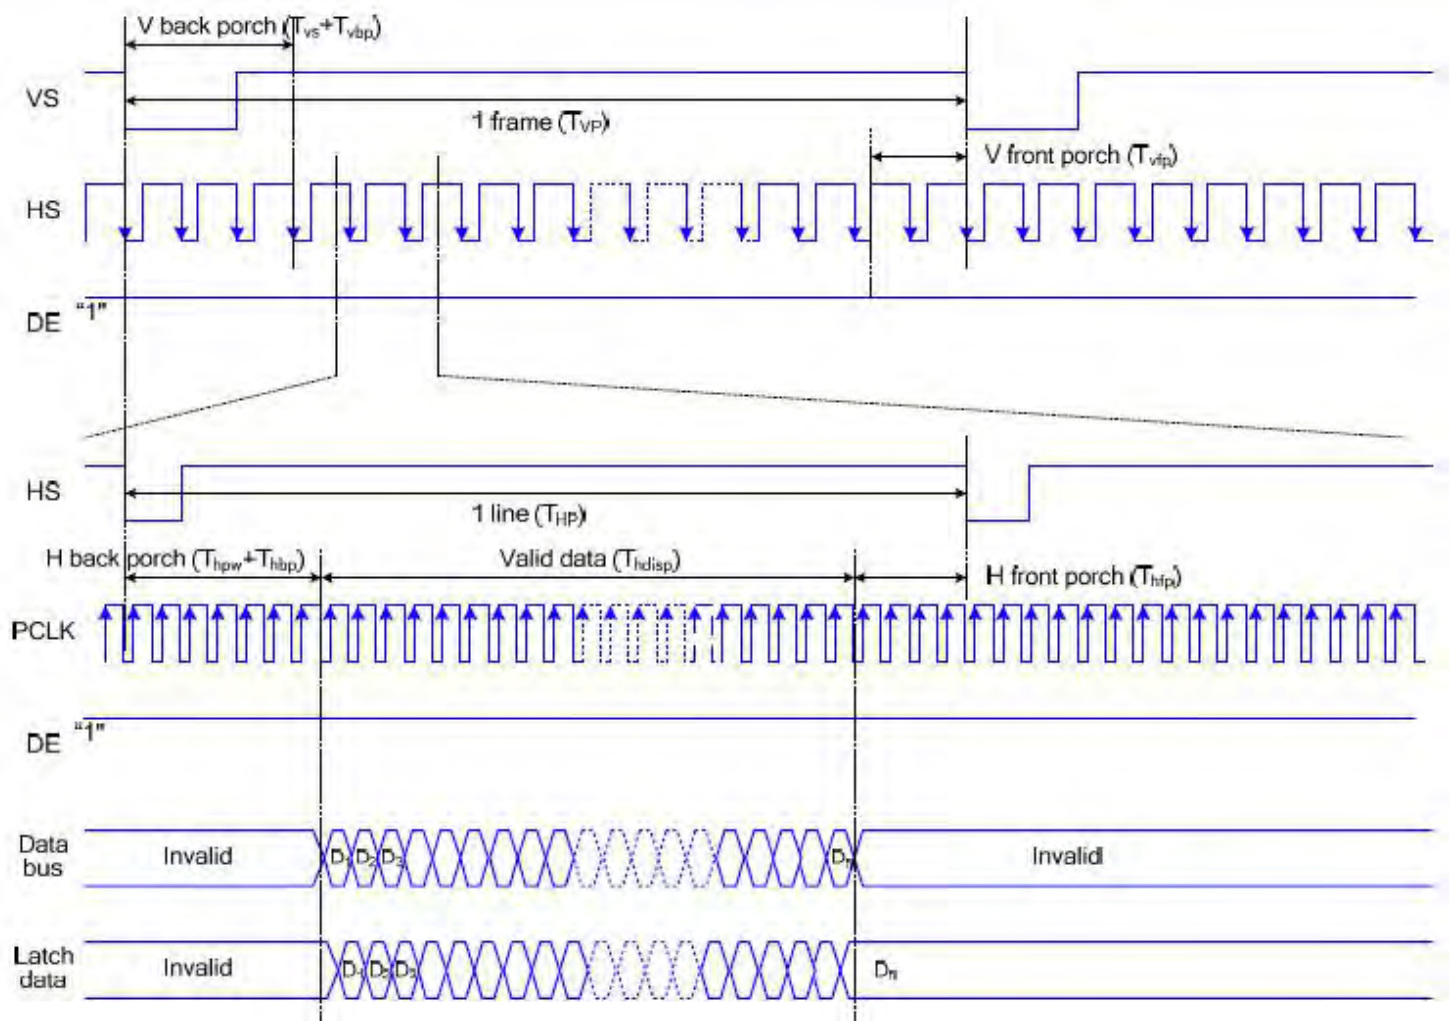 V back porch (Tvs+Tvbp)
VS
1 frame (TVP)
V front porch (Tvfp)
HS
DE "1"
HS
1 line (THP)
H back porch (Thpw+Thbp)
Valid data (Thdisp)
H front porch (Thfp)
PCLK
DE "1"
Data
bus
Invalid
D1 D2 D3
Dn
Invalid
Latch
data
Invalid
D1 D2 D3
Dn